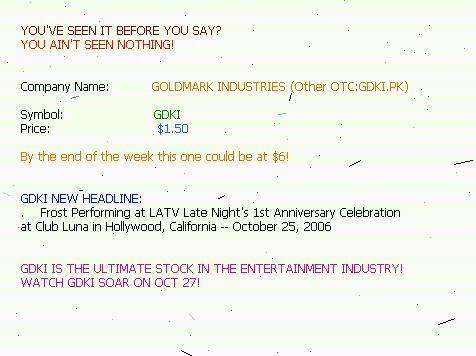 YOU'VE SEEN IT BEFORE YOU SAY?
YOU AIN'T SEEN NOTHING!
Company Name: GOLDMARK INDUSTRIES (Other OTC:GDKI.PK)
Symbol: GDKI
Price: $1.50
By the end of the week this one could be at $6!
GDKI NEW HEADLINE:
. Frost Performing at LATV Late Night's 1st Anniversary Celebration
at Club Luna in Hollywood, California -- October 25, 2006
GDKI IS THE ULTIMATE STOCK IN THE ENTERTAINMENT INDUSTRY!
WATCH GDKI SOAR ON OCT 27!